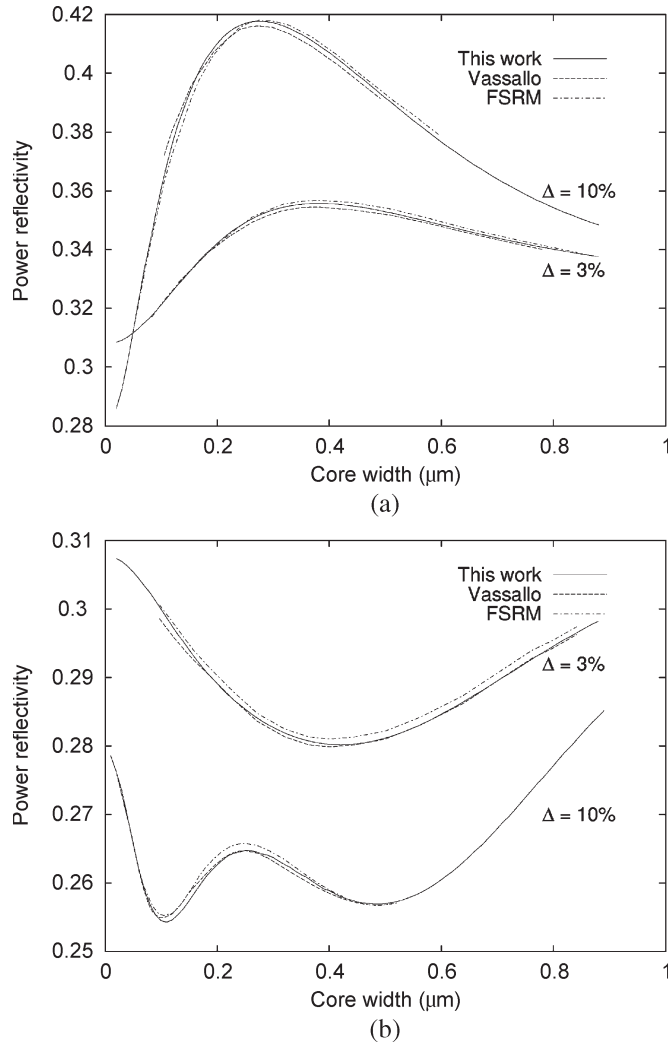 0.42
0.4
0.38
0.36
0.34
0.32
0.3
0.28
Power reflectivity
This work
Vassallo
FSRM
Δ = 10%
Δ = 3%
0 0.2 0.4 0.6 0.8 1
Core width (μm)
(a)
0.31
0.3
0.29
0.28
0.27
0.26
0.25
Power reflectivity
This work
Vassallo
FSRM
Δ = 3%
Δ = 10%
0 0.2 0.4 0.6 0.8 1
Core width (μm)
(b)